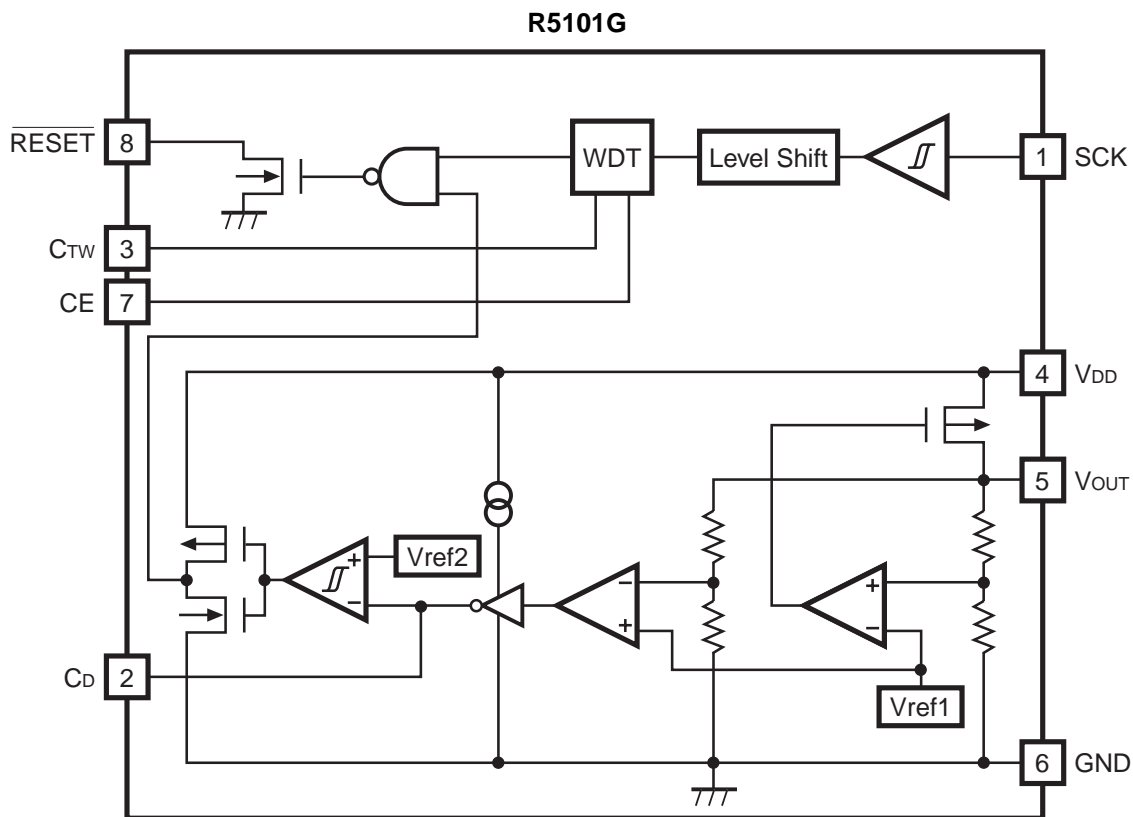 R5101G
RESET 8
WDT
Level Shift
1 SCK
CTW 3
CE 7
4 VDD
5 VOUT
Vref2
+
−
−
+
+
−
CD 2
Vref1
6 GND